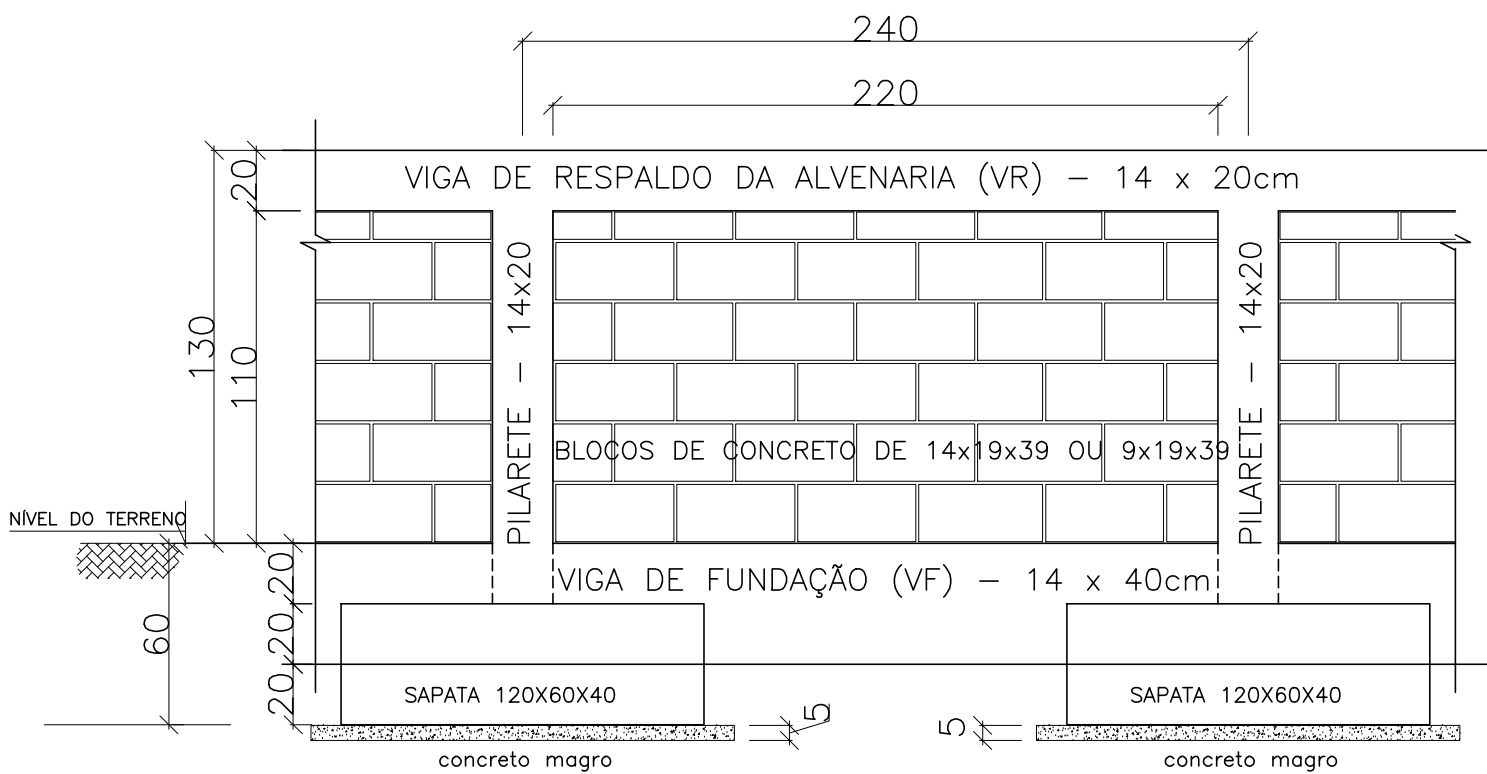 240
220
VIGA DE RESPALDO DA ALVENARIA (VR) - 14 x 20cm
20
130
110
PILARETE - 14x20
PILARETE - 14x20
BLOCOS DE CONCRETO DE 14x19x39 OU 9x19x39
NÍVEL DO TERRENO
VIGA DE FUNDAÇÃO (VF) - 14 x 40cm
20
20
20
60
SAPATA 120X60X40
SAPATA 120X60X40
5
5
concreto magro
concreto magro